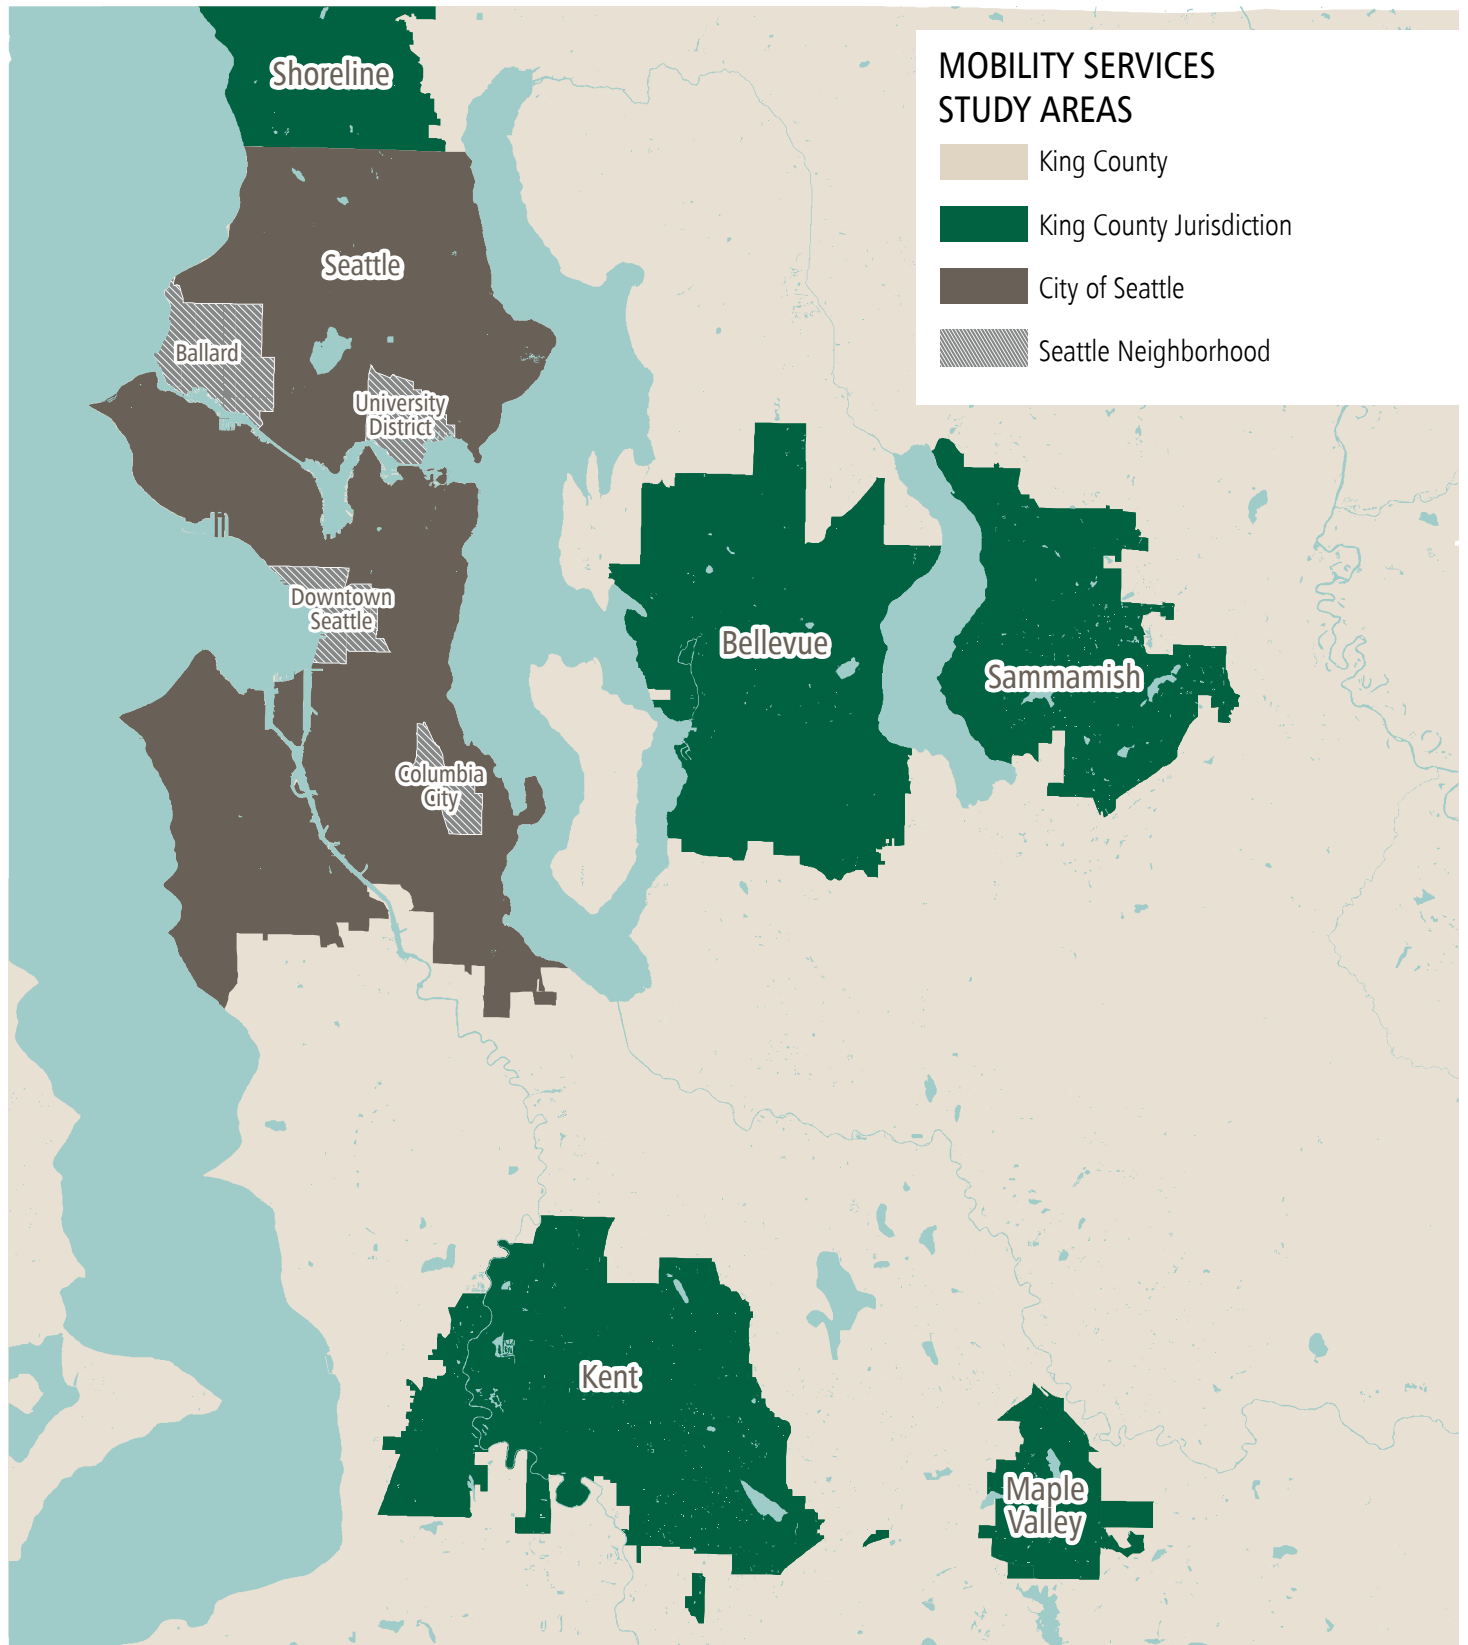 MOBILITY SERVICES
STUDY AREAS
King County
King County Jurisdiction
City of Seattle
Seattle Neighborhood
Shoreline
Seattle
Ballard
University
District
Downtown
Seattle
Bellevue
Sammamish
Columbia
City
Kent
Maple
Valley